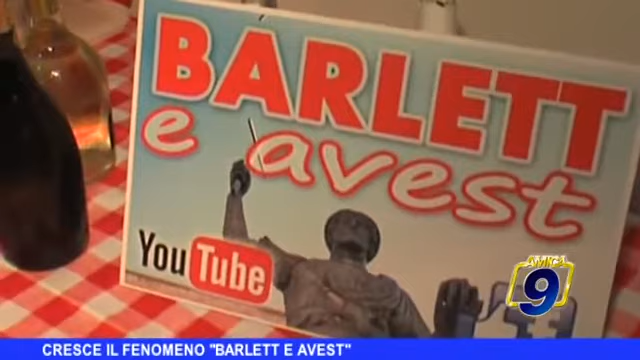 BARLETT
e avest
YouTube
AMICA
9
CRESCE IL FENOMENO "BARLETT E AVEST"